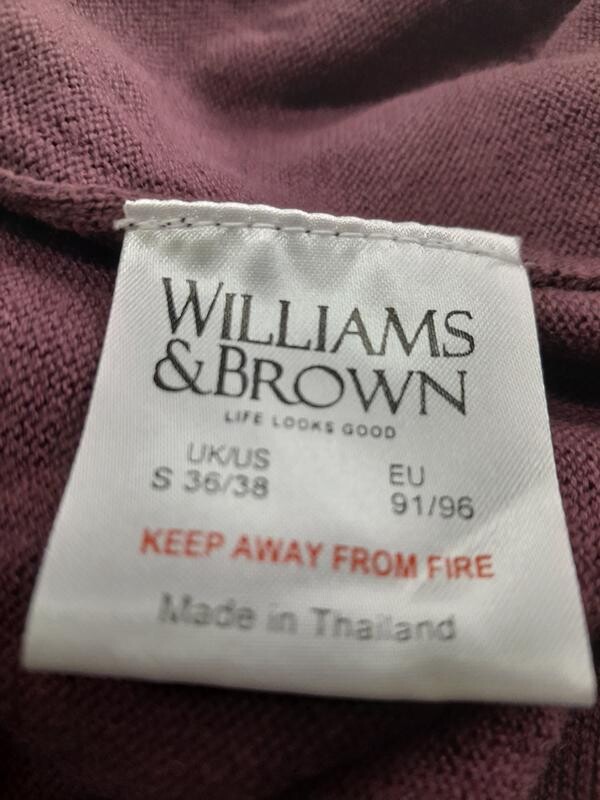 WILLIAMS
&BROWN
LIFE LOOKS GOOD
UK/US EU
S 36/38 91/96
KEEP AWAY FROM FIRE
Made in Thailand